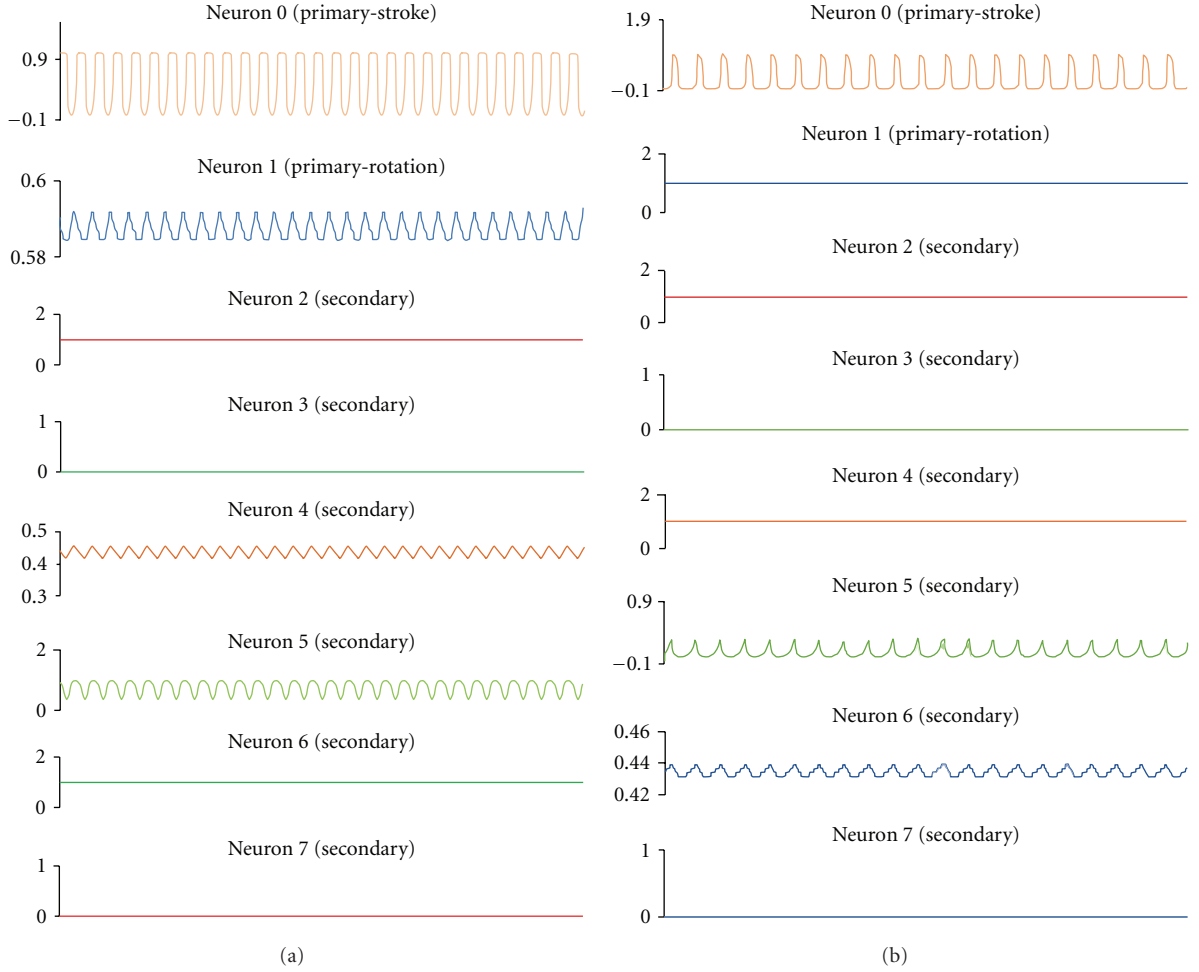 Neuron 0 (primary-stroke)
0.9
−0.1
Neuron 1 (primary-rotation)
0.6
0.58
Neuron 2 (secondary)
2
0
Neuron 3 (secondary)
1
0
Neuron 4 (secondary)
0.5
0.4
0.3
Neuron 5 (secondary)
2
0
Neuron 6 (secondary)
2
0
Neuron 7 (secondary)
1
0
(a)
Neuron 0 (primary-stroke)
1.9
−0.1
Neuron 1 (primary-rotation)
2
0
Neuron 2 (secondary)
2
0
Neuron 3 (secondary)
1
0
Neuron 4 (secondary)
2
0
Neuron 5 (secondary)
0.9
−0.1
Neuron 6 (secondary)
0.46
0.44
0.42
Neuron 7 (secondary)
1
0
(b)